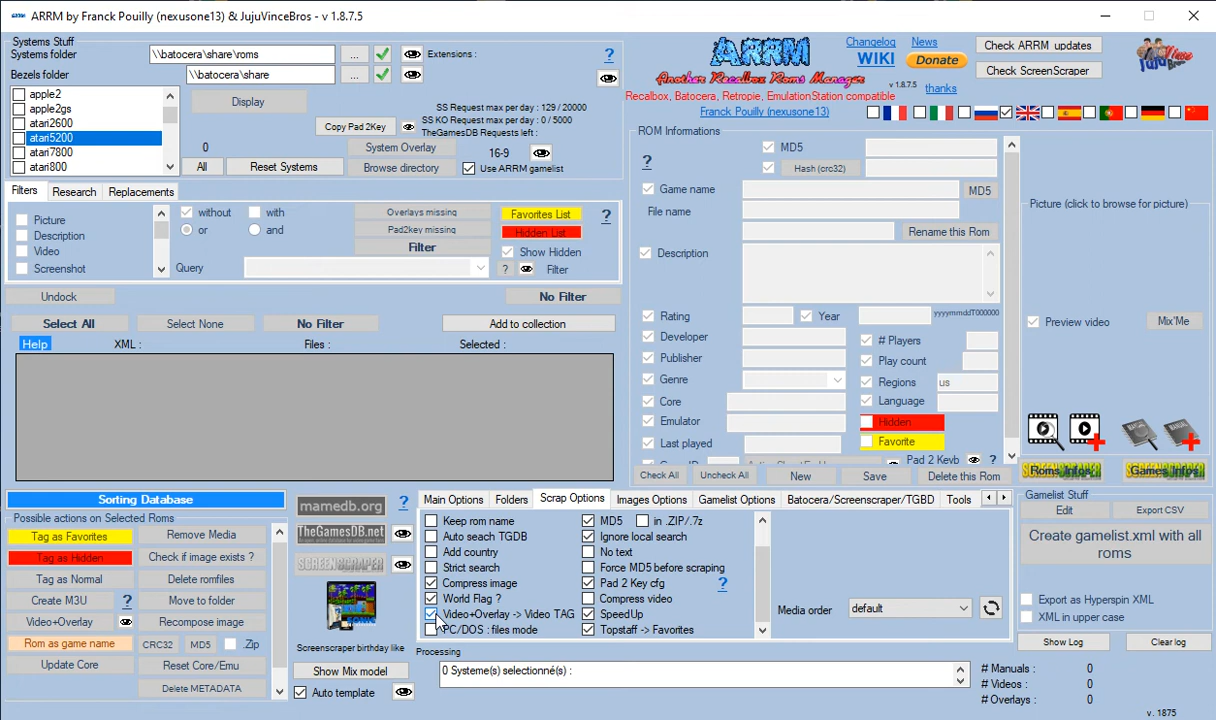 ARRM by Franck Pouilly (nexusone13) & JujuVinceBros - v 1.8.7.5
Systems Stuff
Systems folder \\batocera\share\roms ... Extensions : ?
Bezels folder \\batocera\share ...
apple2
apple2gs
atari2600
atari5200
atari7800
atari800
Display
0
All
Reset Systems
Copy Pad 2Key
SS Request max per day : 129 / 20000
SS KO Request max per day : 0 / 5000
TheGamesDB Requests left :
System Overlay 16-9
Browse directory Use ARRM gamelist
ARRM
Another Recalbox Roms Manager
v 1.8.7.5
Recalbox, Batocera, Retropie, EmulationStation compatible
Franck Pouilly (nexusone13)
Changelog News
WIKI Donate
thanks
Check ARRM updates
Check ScreenScraper
Filters Research Replacements
Picture
Description
Video
Screenshot
without with
or and
Query
Overlays missing
Pad2key missing
Filter
Favorites List ?
Hidden List
Show Hidden
? Filter
Undock No Filter
Select All Select None No Filter Add to collection
Help XML : Files : Selected :
ROM Informations
?
MD5
Hash (crc32)
Game name MD5
File name
Rename this Rom
Description
Rating Year yyyymmddT000000
Developer # Players
Publisher Play count
Genre Regions us
Core Language
Emulator Hidden
Last played Favorite
Pad 2 Keyb ?
Check All Uncheck All New Save Delete this Rom
Picture (click to browse for picture)
Preview video Mix'Me
Roms Infos Games Infos
Sorting Database
Possible actions on Selected Roms
Tag as Favorites Remove Media
Tag as Hidden Check if image exists ?
Tag as Normal Delete romfiles
Create M3U ? Move to folder
Video+Overlay Recompose image
Rom as game name CRC32 MD5 .Zip
Update Core Reset Core/Emu
Delete METADATA
mamedb.org ?
TheGamesDB.net
SCREENSCRAPER
Screenscraper birthday like
Show Mix model
Auto template
Main Options Folders Scrap Options Images Options Gamelist Options Batocera/Screenscraper/TGBD Tools
Keep rom name MD5 in .ZIP/.7z
Auto seach TGDB Ignore local search
Add country No text
Strict search Force MD5 before scraping
Compress image Pad 2 Key cfg ?
World Flag ? Compress video
Video+Overlay -> Video TAG SpeedUp
PC/DOS : files mode Topstaff -> Favorites
Media order default
Processing
0 Systeme(s) selectionné(s) :
Gamelist Stuff
Edit Export CSV
Create gamelist.xml with all roms
Export as Hyperspin XML
XML in upper case
Show Log Clear log
# Manuals : 0
# Videos : 0
# Overlays : 0
v. 1875